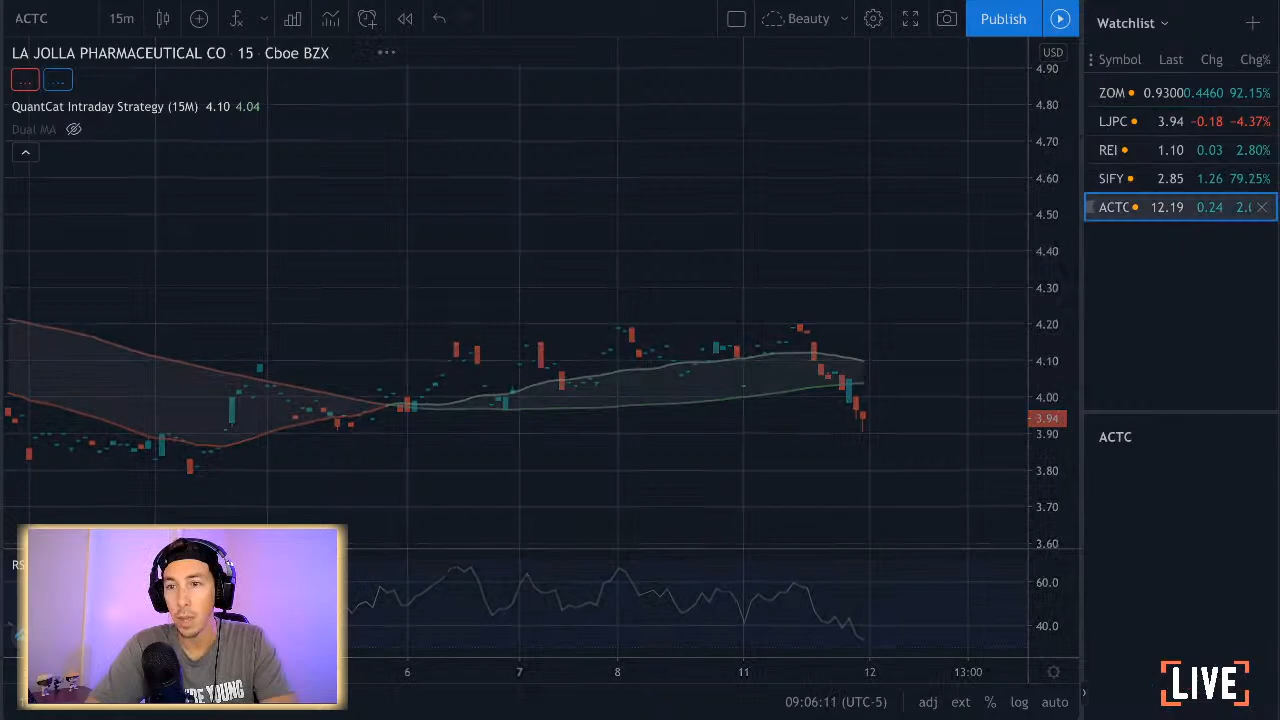 ACTC 15m Beauty Publish
LA JOLLA PHARMACEUTICAL CO · 15 · Cboe BZX
... ...
QuantCat Intraday Strategy (15M) 4.10 4.04
Dual MA
USD
4.90
4.80
4.70
4.60
4.50
4.40
4.30
4.20
4.10
4.00
3.94
3.90
3.80
3.70
3.60
60.0
40.0
RS
6 7 8 11 12 13:00
09:06:11 (UTC-5) adj ext % log auto
Watchlist
Symbol Last Chg Chg%
ZOM 0.9300 0.4460 92.15%
LJPC 3.94 −0.18 −4.37%
REI 1.10 0.03 2.80%
SIFY 2.85 1.26 79.25%
ACTC 12.19 0.24
ACTC
LIVE